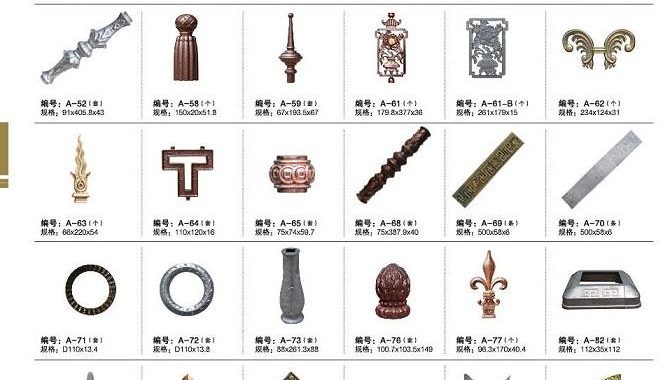 编号：A-52（套）
规格：91x405.8x43
编号：A-58（个）
规格：150x20x51.8
编号：A-59（套）
规格：67x193.5x67
编号：A-61（个）
规格：179.8x377x36
编号：A-61-B（个）
规格：261x179x15
编号：A-62（个）
规格：234x124x31
编号：A-63（个）
规格：66x220x54
编号：A-64（套）
规格：110x120x16
编号：A-65（套）
规格：75x74x59.7
编号：A-68（套）
规格：75x387.9x40
编号：A-69（条）
规格：500x58x6
编号：A-70（条）
规格：500x58x6
编号：A-71（套）
规格：D110x13.4
编号：A-72（套）
规格：D110x13.8
编号：A-73（套）
规格：88x261.3x88
编号：A-76（套）
规格：100.7x103.5x149
编号：A-77（个）
规格：96.3x170x40.4
编号：A-82（套）
规格：112x35x112